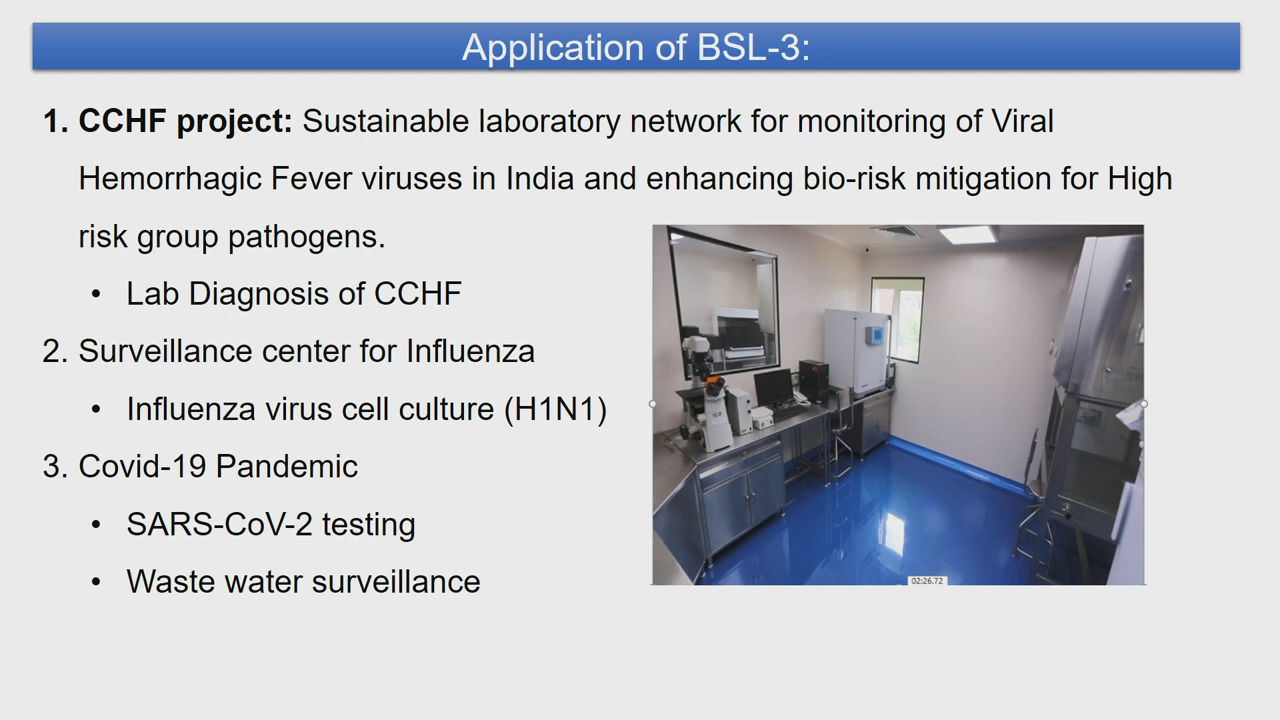 Application of BSL-3:
1. CCHF project: Sustainable laboratory network for monitoring of Viral
Hemorrhagic Fever viruses in India and enhancing bio-risk mitigation for High
risk group pathogens.
• Lab Diagnosis of CCHF
2. Surveillance center for Influenza
• Influenza virus cell culture (H1N1)
3. Covid-19 Pandemic
• SARS-CoV-2 testing
• Waste water surveillance
02:26.72